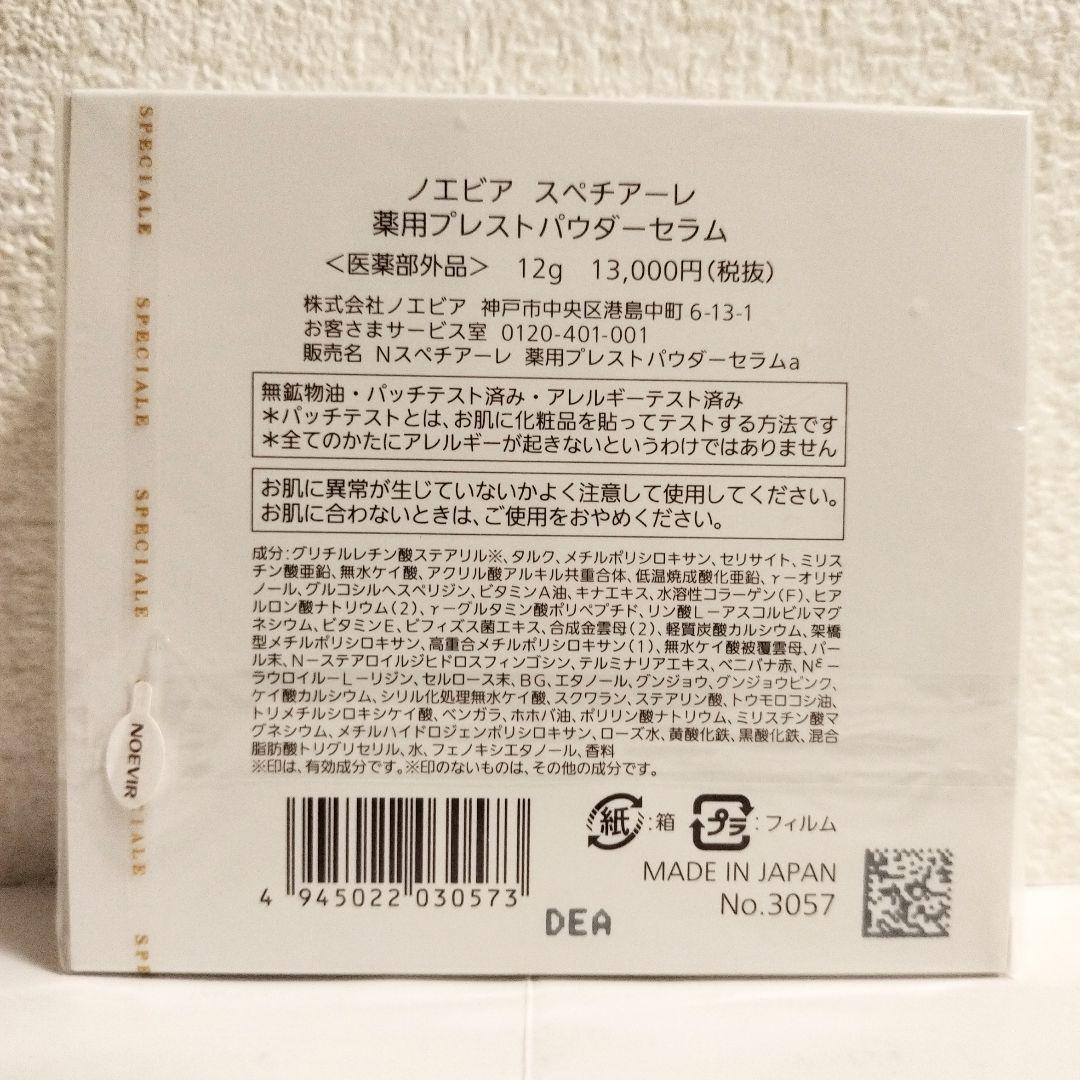 ノエビア スペチアーレ
薬用プレストパウダーセラム
<医薬部外品> 12g 13,000円(税抜)
株式会社ノエビア 神戸市中央区港島中町 6-13-1
お客さまサービス室 0120-401-001
販売名 Nスペチアーレ 薬用プレストパウダーセラムa
無鉱物油・パッチテスト済み・アレルギーテスト済み
*パッチテストとは、お肌に化粧品を貼ってテストする方法です
*全てのかたにアレルギーが起きないというわけではありません
お肌に異常が生じていないかよく注意して使用してください。
お肌に合わないときは、ご使用をおやめください。
成分:グリチルレチン酸ステアリル※、タルク、メチルポリシロキサン、セリサイト、ミリス
チン酸亜鉛、無水ケイ酸、アクリル酸アルキル共重合体、低温焼成酸化亜鉛、γーオリザ
ノール、グルコシルヘスペリジン、ビタミンA油、キナエキス、水溶性コラーゲン(F)、ヒア
ルロン酸ナトリウム(2)、γーグルタミン酸ポリペプチド、リン酸Lーアスコルビルマグ
ネシウム、ビタミンE、ビフィズス菌エキス、合成金雲母(2)、軽質炭酸カルシウム、架橋
型メチルポリシロキサン、高重合メチルポリシロキサン(1)、無水ケイ酸被覆雲母、パー
ル末、Nーステアロイルジヒドロスフィンゴシン、テルミナリアエキス、ベニバナ赤、Nεー
ラウロイルーLーリジン、セルロース末、BG、エタノール、グンジョウ、グンジョウピンク、
ケイ酸カルシウム、シリル化処理無水ケイ酸、スクワラン、ステアリン酸、トウモロコシ油、
トリメチルシロキシケイ酸、ベンガラ、ホホバ油、ポリリン酸ナトリウム、ミリスチン酸マ
グネシウム、メチルハイドロジェンポリシロキサン、ローズ水、黄酸化鉄、黒酸化鉄、混合
脂肪酸トリグリセリル、水、フェノキシエタノール、香料
※印は、有効成分です。※印のないものは、その他の成分です。
紙:箱 プラ:フィルム
MADE IN JAPAN
No.3057
4 945022 030573
DEA
SPECIALE
SPECIALE
SPECIALE
NOEVIR
IALE
SPE